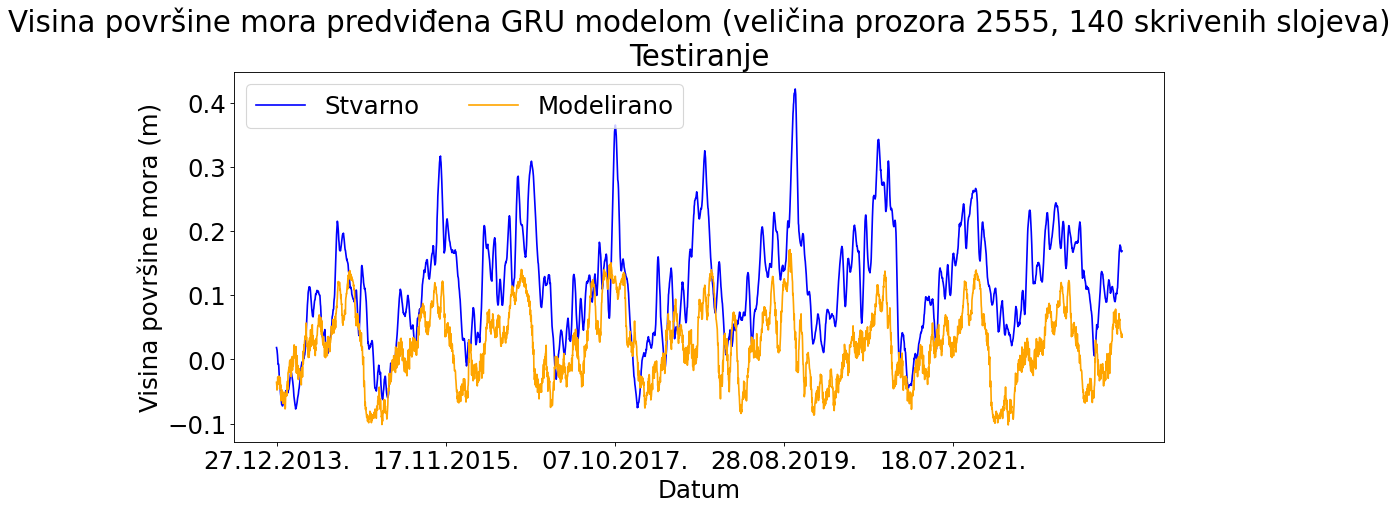 Visina površine mora predviđena GRU modelom (veličina prozora 2555, 140 skrivenih slojeva)
Testiranje
Stvarno
Modelirano
Visina površine mora (m)
0.4
0.3
0.2
0.1
0.0
−0.1
27.12.2013.
17.11.2015.
07.10.2017.
28.08.2019.
18.07.2021.
Datum